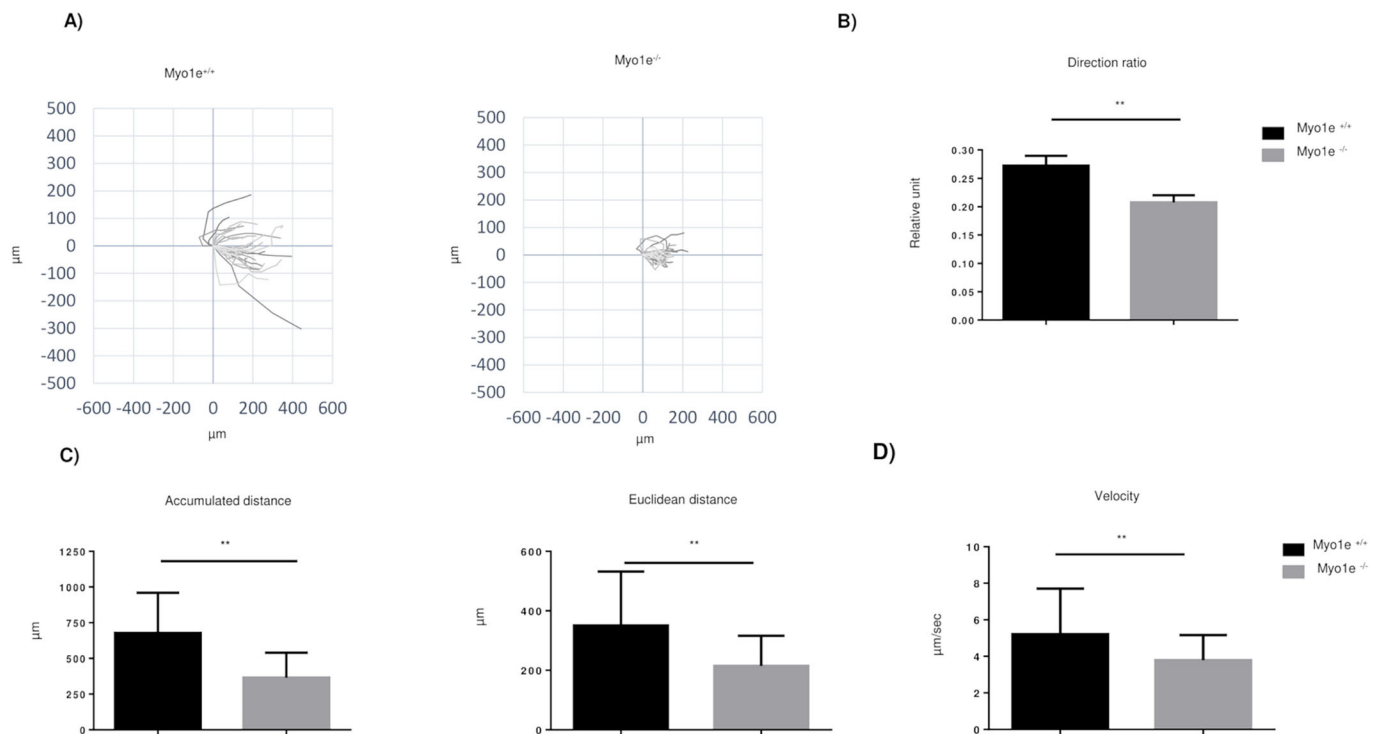 A)
B)
Myo1e+/+
Myo1e-/-
Direction ratio
**
Myo1e +/+
Myo1e -/-
500
400
300
200
100
0
-100
-200
-300
-400
-500
µm
-600 -400 -200 0 200 400 600
µm
500
400
300
200
100
0
-100
-200
-300
-400
-500
µm
-600 -400 -200 0 200 400 600
µm
0.30
0.25
0.20
0.15
0.10
0.05
0.00
Relative unit
C)
D)
Accumulated distance
**
1250
1000
750
500
250
0
µm
Euclidean distance
**
600
400
200
0
µm
Velocity
**
10
8
6
4
2
0
µm/sec
Myo1e +/+
Myo1e -/-